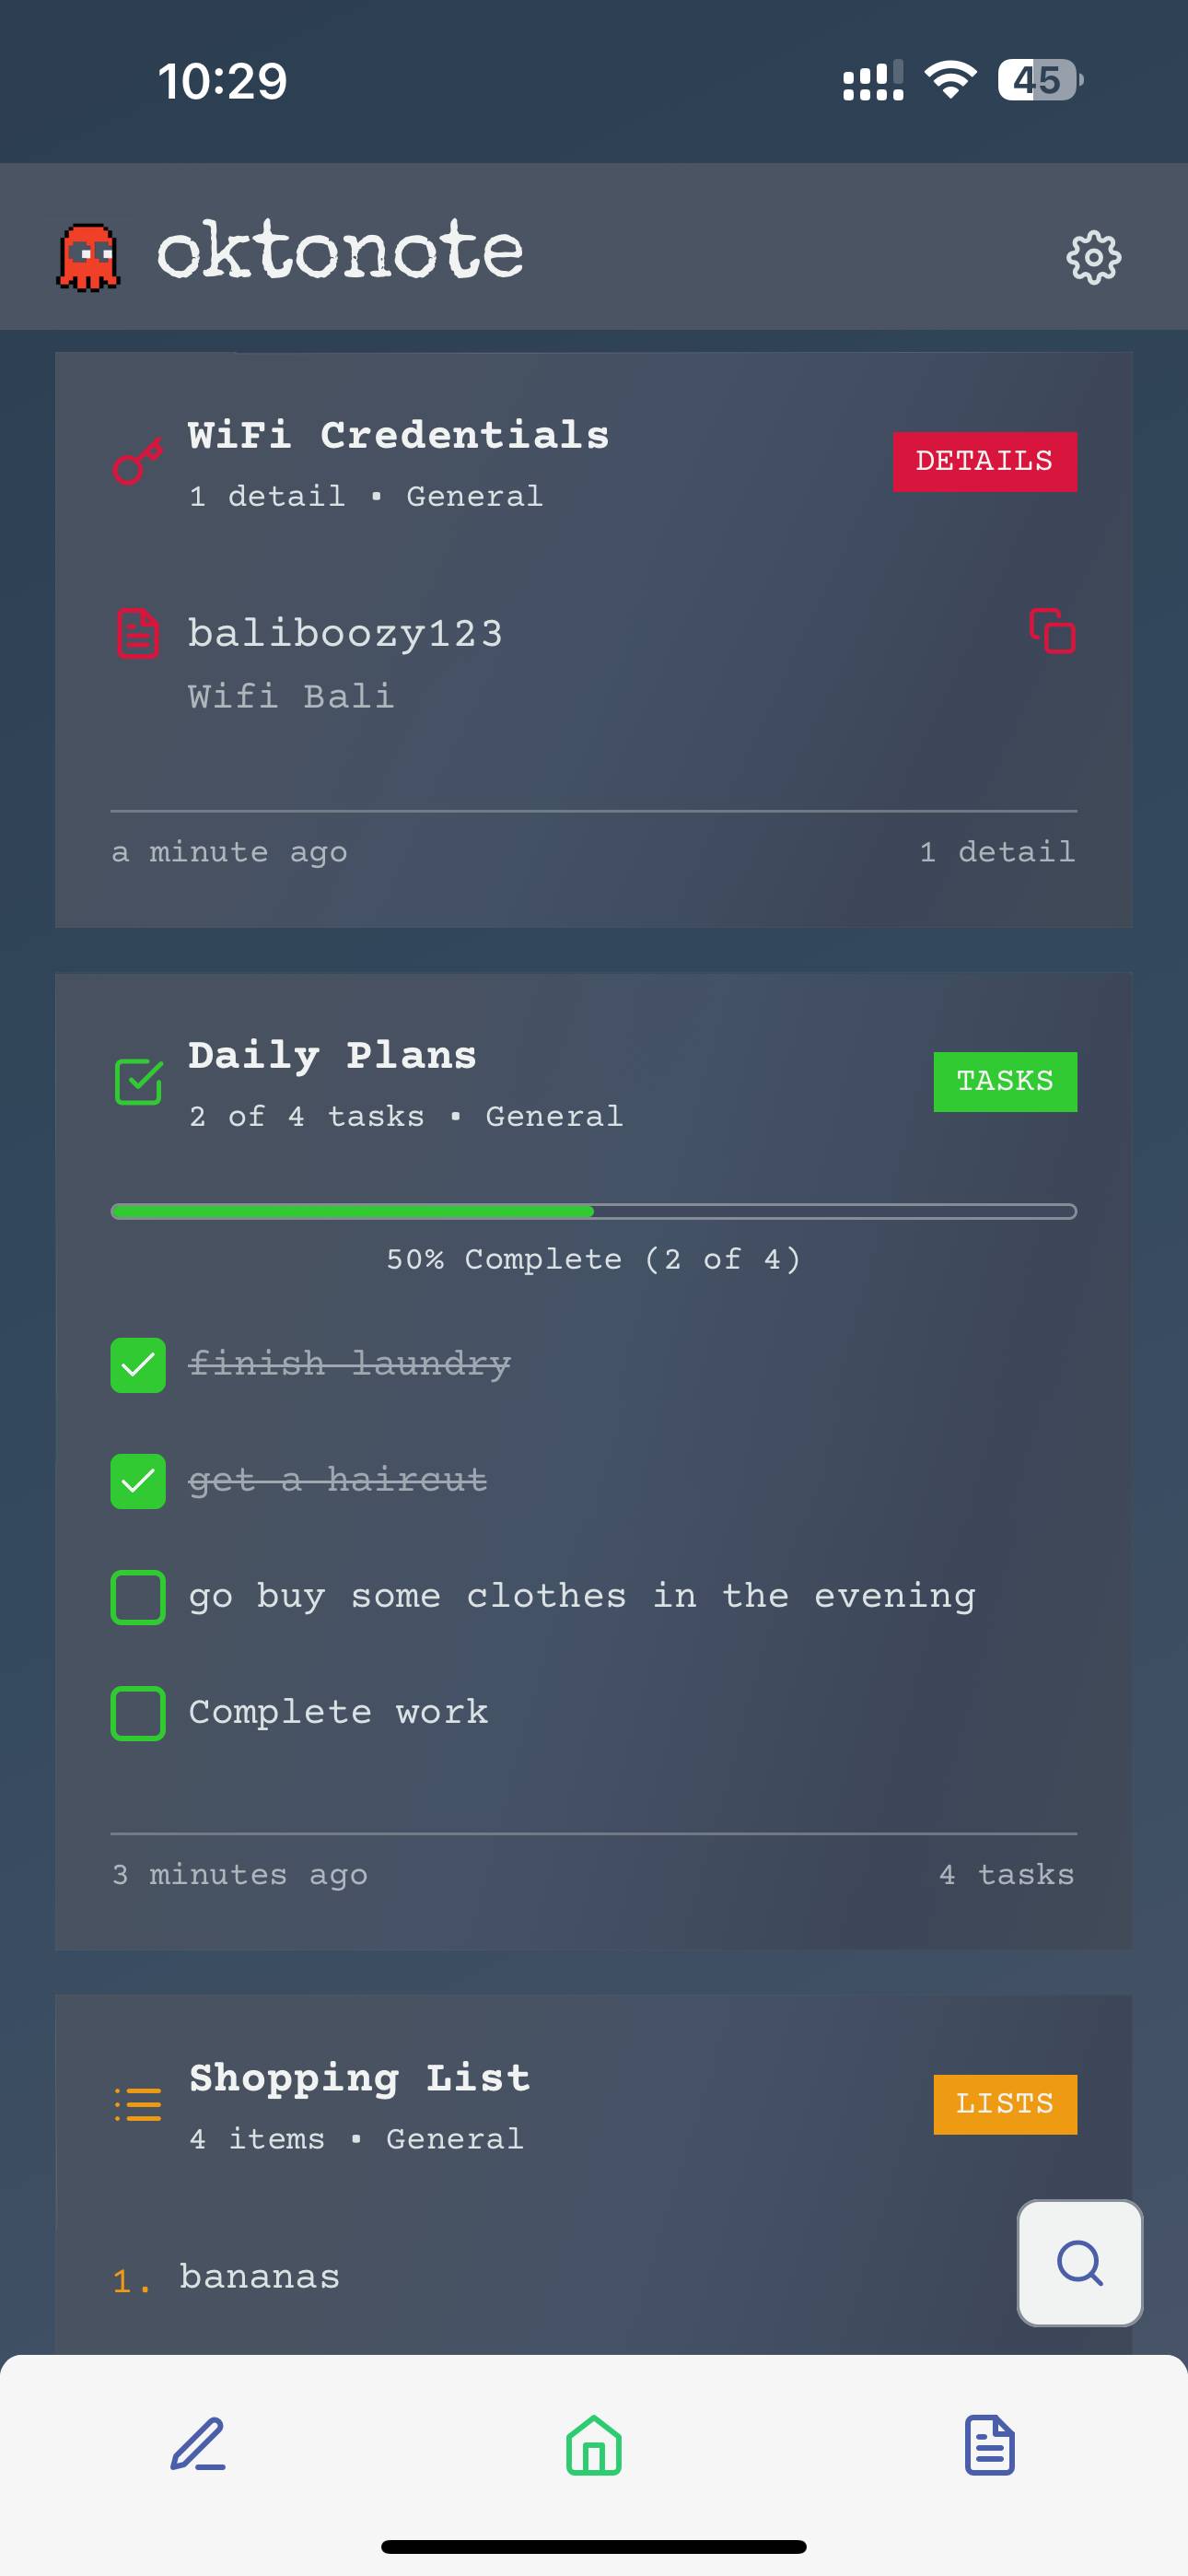 10:29
45
oktonote
WiFi Credentials
DETAILS
1 detail • General
baliboozy123
Wifi Bali
a minute ago
1 detail
Daily Plans
TASKS
2 of 4 tasks • General
50% Complete (2 of 4)
finish laundry
get a haircut
go buy some clothes in the evening
Complete work
3 minutes ago
4 tasks
Shopping List
LISTS
4 items • General
1. bananas